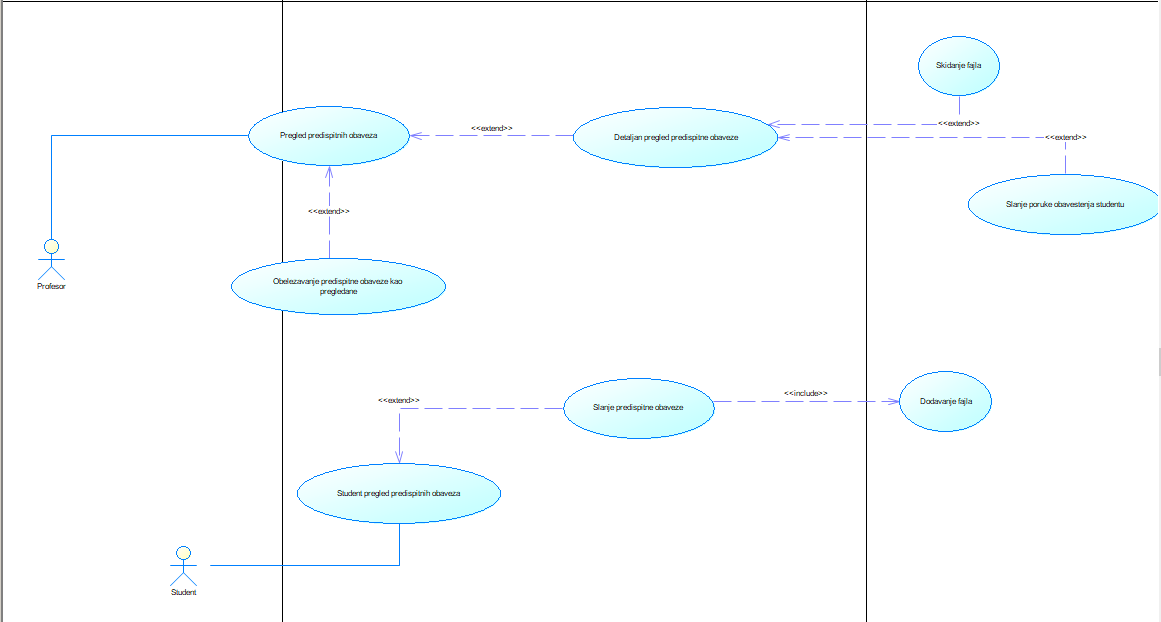 Skidanje fajla
<<extend>>
Pregled predispitnih obaveza
<<extend>>
Detaljan pregled predispitne obaveze
<<extend>>
Slanje poruke obavestenja studentu
<<extend>>
Profesor
Obelezavanje predispitne obaveze kao
pregledane
<<extend>>
Slanje predispitne obaveze
<<include>>
Dodavanje fajla
Student pregled predispitnih obaveza
Student